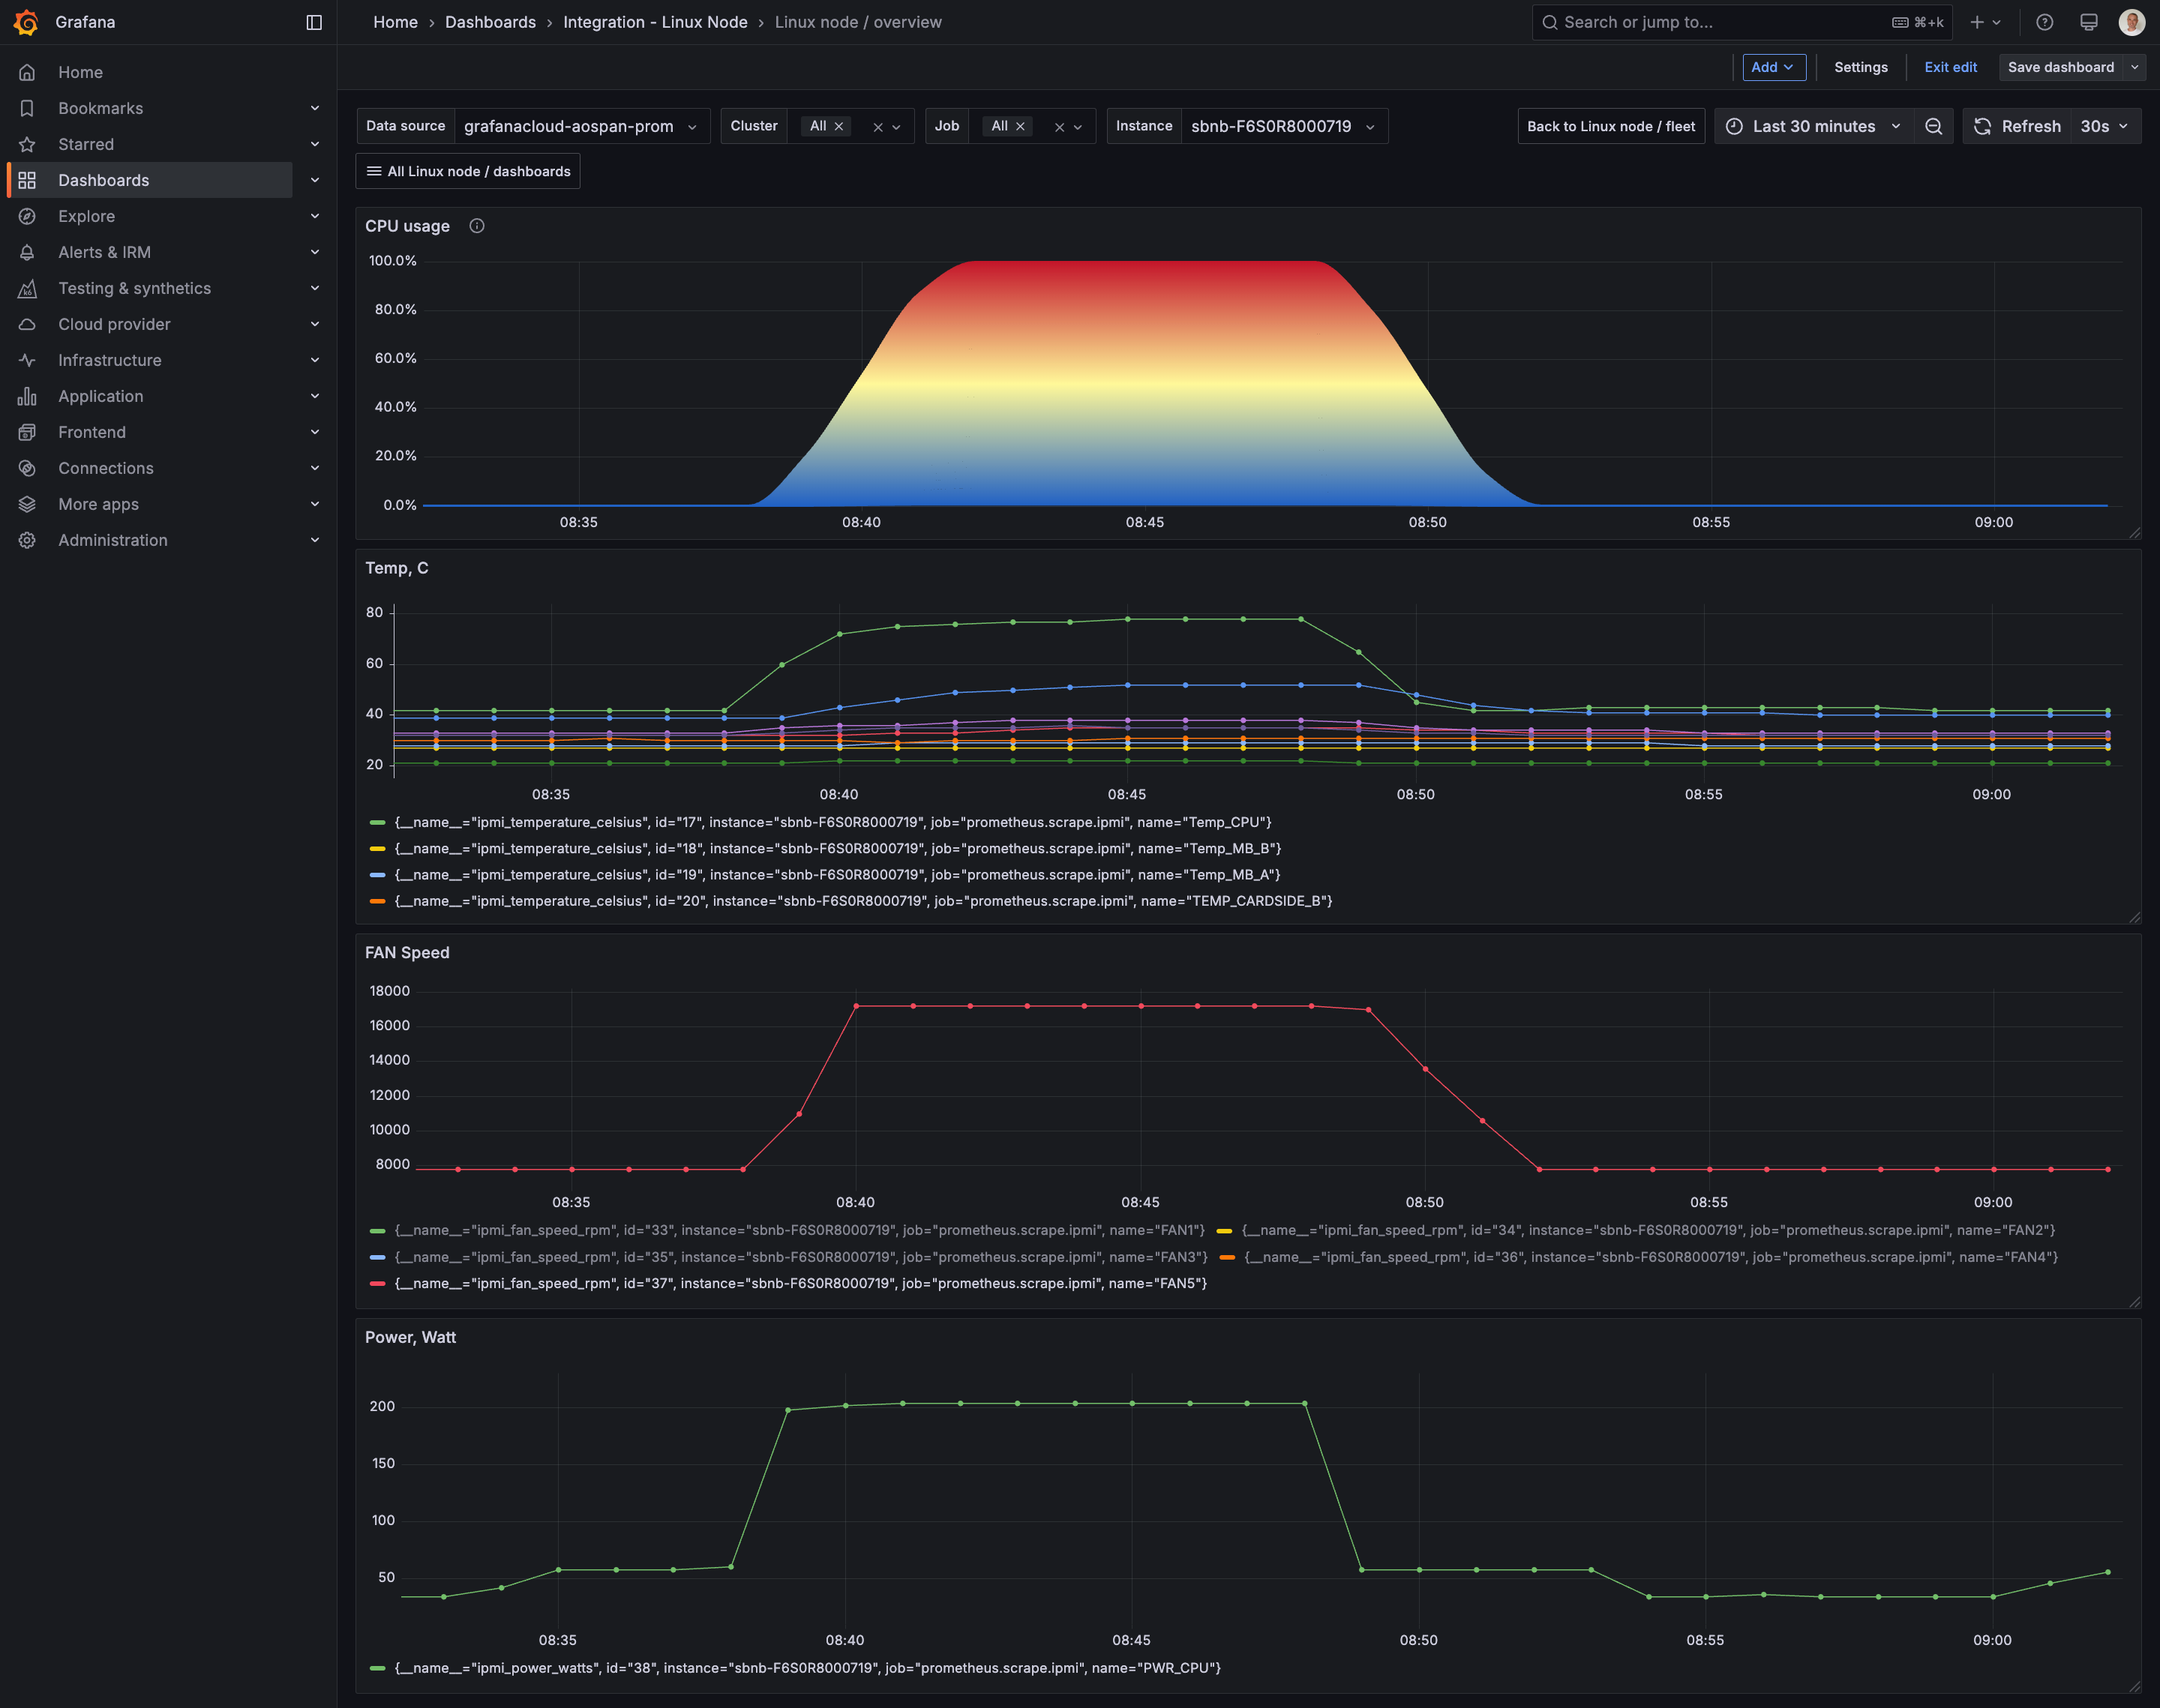 Grafana
Home › Dashboards › Integration - Linux Node › Linux node / overview
Search or jump to... ⌘+k
Add Settings Exit edit Save dashboard
Home
Bookmarks
Starred
Dashboards
Explore
Alerts & IRM
Testing & synthetics
Cloud provider
Infrastructure
Application
Frontend
Connections
More apps
Administration
Data source grafanacloud-aospan-prom Cluster All Job All Instance sbnb-F6S0R8000719 Back to Linux node / fleet Last 30 minutes Refresh 30s
All Linux node / dashboards
CPU usage
100.0%
80.0%
60.0%
40.0%
20.0%
0.0%
08:35 08:40 08:45 08:50 08:55 09:00
Temp, C
80
60
40
20
08:35 08:40 08:45 08:50 08:55 09:00
{__name__="ipmi_temperature_celsius", id="17", instance="sbnb-F6S0R8000719", job="prometheus.scrape.ipmi", name="Temp_CPU"}
{__name__="ipmi_temperature_celsius", id="18", instance="sbnb-F6S0R8000719", job="prometheus.scrape.ipmi", name="Temp_MB_B"}
{__name__="ipmi_temperature_celsius", id="19", instance="sbnb-F6S0R8000719", job="prometheus.scrape.ipmi", name="Temp_MB_A"}
{__name__="ipmi_temperature_celsius", id="20", instance="sbnb-F6S0R8000719", job="prometheus.scrape.ipmi", name="TEMP_CARDSIDE_B"}
FAN Speed
18000
16000
14000
12000
10000
8000
08:35 08:40 08:45 08:50 08:55 09:00
{__name__="ipmi_fan_speed_rpm", id="33", instance="sbnb-F6S0R8000719", job="prometheus.scrape.ipmi", name="FAN1"} {__name__="ipmi_fan_speed_rpm", id="34", instance="sbnb-F6S0R8000719", job="prometheus.scrape.ipmi", name="FAN2"}
{__name__="ipmi_fan_speed_rpm", id="35", instance="sbnb-F6S0R8000719", job="prometheus.scrape.ipmi", name="FAN3"} {__name__="ipmi_fan_speed_rpm", id="36", instance="sbnb-F6S0R8000719", job="prometheus.scrape.ipmi", name="FAN4"}
{__name__="ipmi_fan_speed_rpm", id="37", instance="sbnb-F6S0R8000719", job="prometheus.scrape.ipmi", name="FAN5"}
Power, Watt
200
150
100
50
08:35 08:40 08:45 08:50 08:55 09:00
{__name__="ipmi_power_watts", id="38", instance="sbnb-F6S0R8000719", job="prometheus.scrape.ipmi", name="PWR_CPU"}